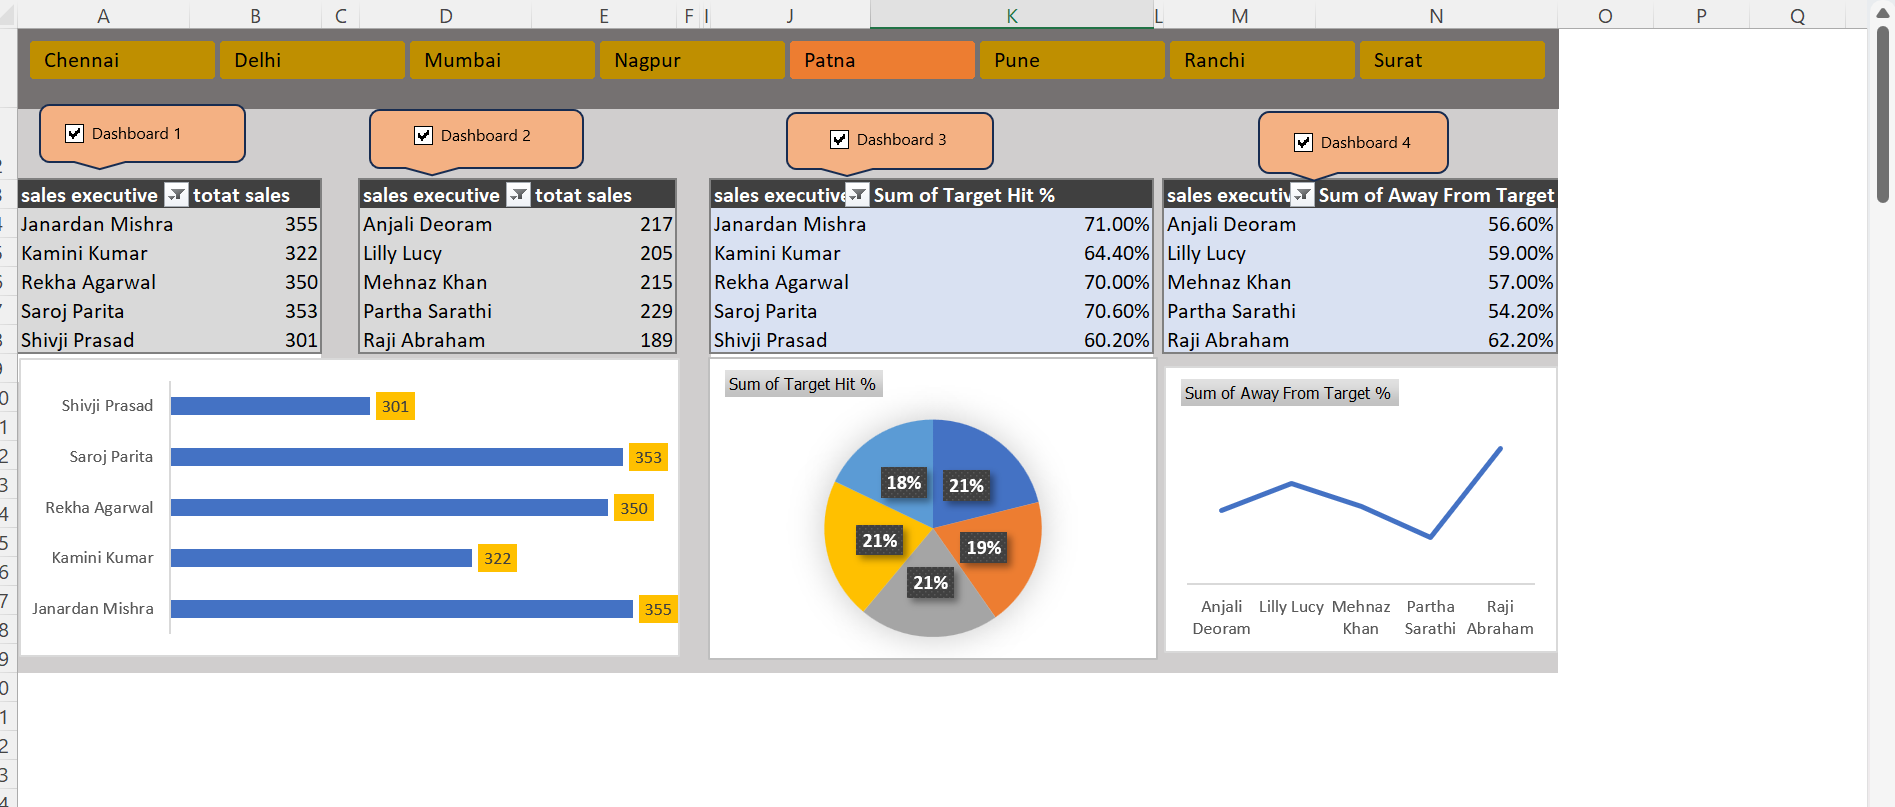 A B C D E F I J K L M N O P Q
Chennai Delhi Mumbai Nagpur Patna Pune Ranchi Surat
Dashboard 1 Dashboard 2 Dashboard 3 Dashboard 4
sales executive totat sales sales executive totat sales sales executive Sum of Target Hit % sales executiv Sum of Away From Target
Janardan Mishra 355 Anjali Deoram 217 Janardan Mishra 71.00% Anjali Deoram 56.60%
Kamini Kumar 322 Lilly Lucy 205 Kamini Kumar 64.40% Lilly Lucy 59.00%
Rekha Agarwal 350 Mehnaz Khan 215 Rekha Agarwal 70.00% Mehnaz Khan 57.00%
Saroj Parita 353 Partha Sarathi 229 Saroj Parita 70.60% Partha Sarathi 54.20%
Shivji Prasad 301 Raji Abraham 189 Shivji Prasad 60.20% Raji Abraham 62.20%
Shivji Prasad 301
Saroj Parita 353
Rekha Agarwal 350
Kamini Kumar 322
Janardan Mishra 355
Sum of Target Hit %
18% 21%
21% 19%
21%
Sum of Away From Target %
Anjali Lilly Lucy Mehnaz Partha Raji
Deoram Khan Sarathi Abraham